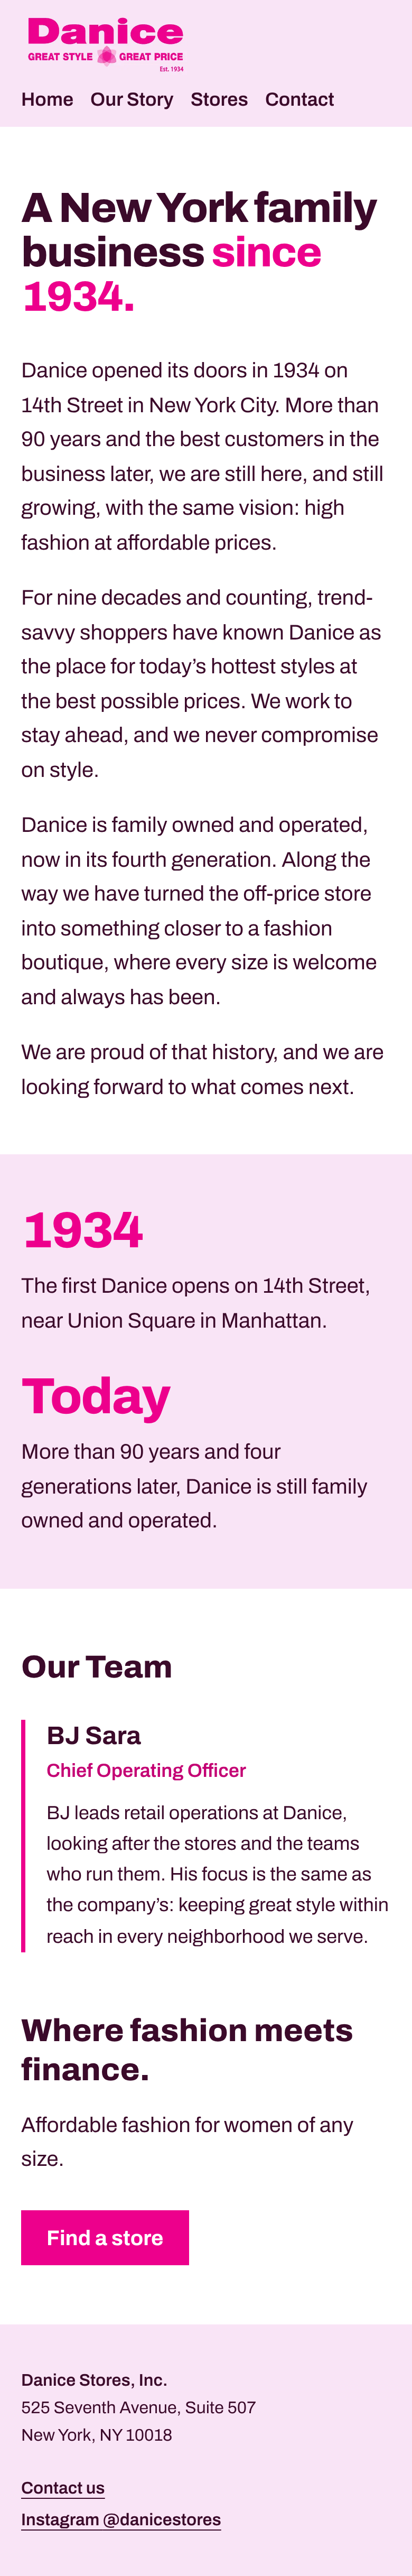 Danice
GREAT STYLE GREAT PRICE
Est. 1934
Home Our Story Stores Contact
A New York family
business since
1934.
Danice opened its doors in 1934 on
14th Street in New York City. More than
90 years and the best customers in the
business later, we are still here, and still
growing, with the same vision: high
fashion at affordable prices.
For nine decades and counting, trend-
savvy shoppers have known Danice as
the place for today’s hottest styles at
the best possible prices. We work to
stay ahead, and we never compromise
on style.
Danice is family owned and operated,
now in its fourth generation. Along the
way we have turned the off-price store
into something closer to a fashion
boutique, where every size is welcome
and always has been.
We are proud of that history, and we are
looking forward to what comes next.
1934
The first Danice opens on 14th Street,
near Union Square in Manhattan.
Today
More than 90 years and four
generations later, Danice is still family
owned and operated.
Our Team
BJ Sara
Chief Operating Officer
BJ leads retail operations at Danice,
looking after the stores and the teams
who run them. His focus is the same as
the company’s: keeping great style within
reach in every neighborhood we serve.
Where fashion meets
finance.
Affordable fashion for women of any
size.
Find a store
Danice Stores, Inc.
525 Seventh Avenue, Suite 507
New York, NY 10018
Contact us
Instagram @danicestores